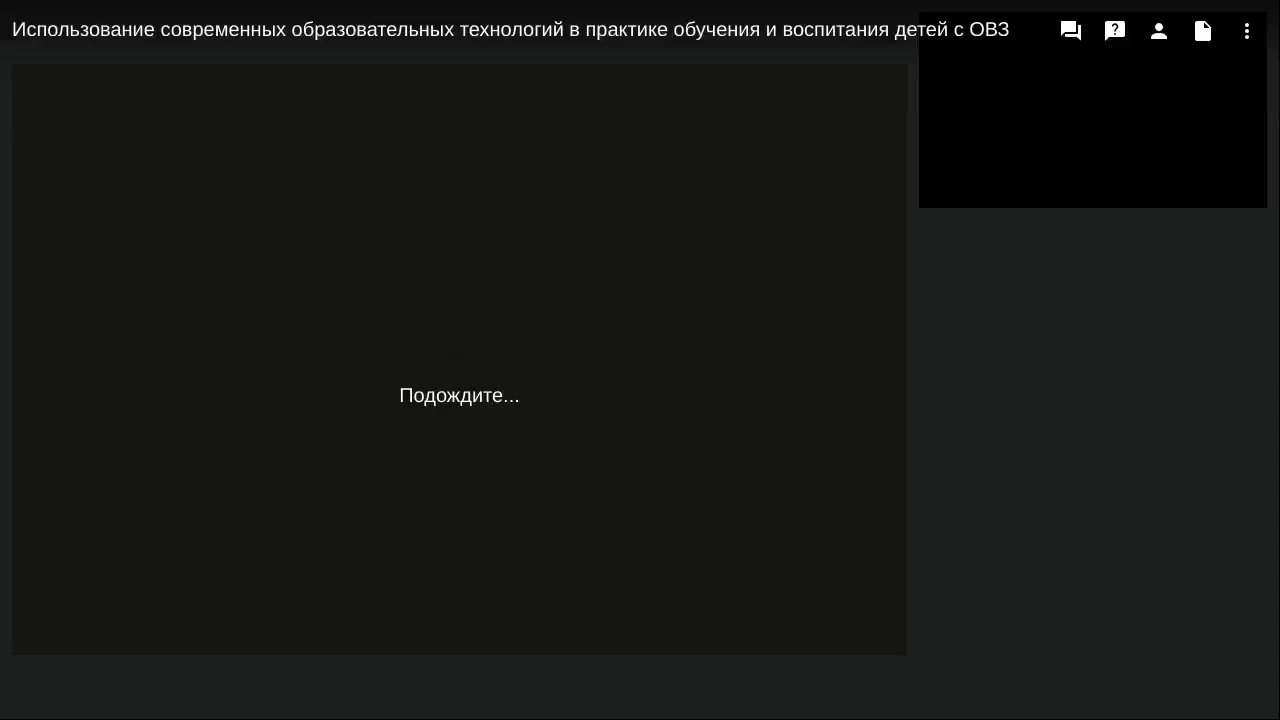 Использование современных образовательных технологий в практике обучения и воспитания детей с ОВЗ
Подождите...